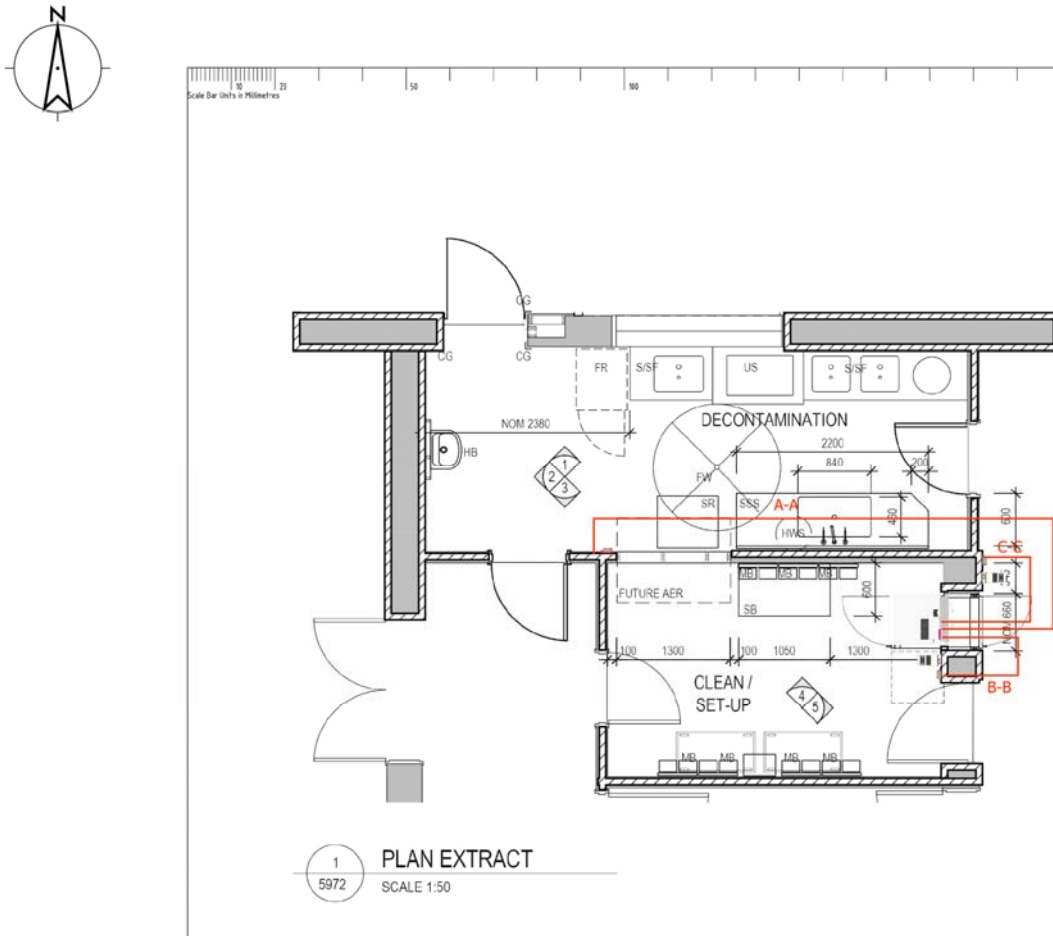 N
10 20 50 100
Scale Bar Units in Millimetres
CG
CG
CG
FR
S/SF
US
S/SF
DECONTAMINATION
NOM 2380
2200
HB
840
200
1
2
3
FW
SR
SSS
A-A
460
600
HWS
C-C
MB
MB
MB
FUTURE AER
600
SB
NOM 660
100
1300
100
1050
1300
CLEAN /
SET-UP
4
5
B-B
MB
MB
MB
MB
1
5972
PLAN EXTRACT
SCALE 1:50